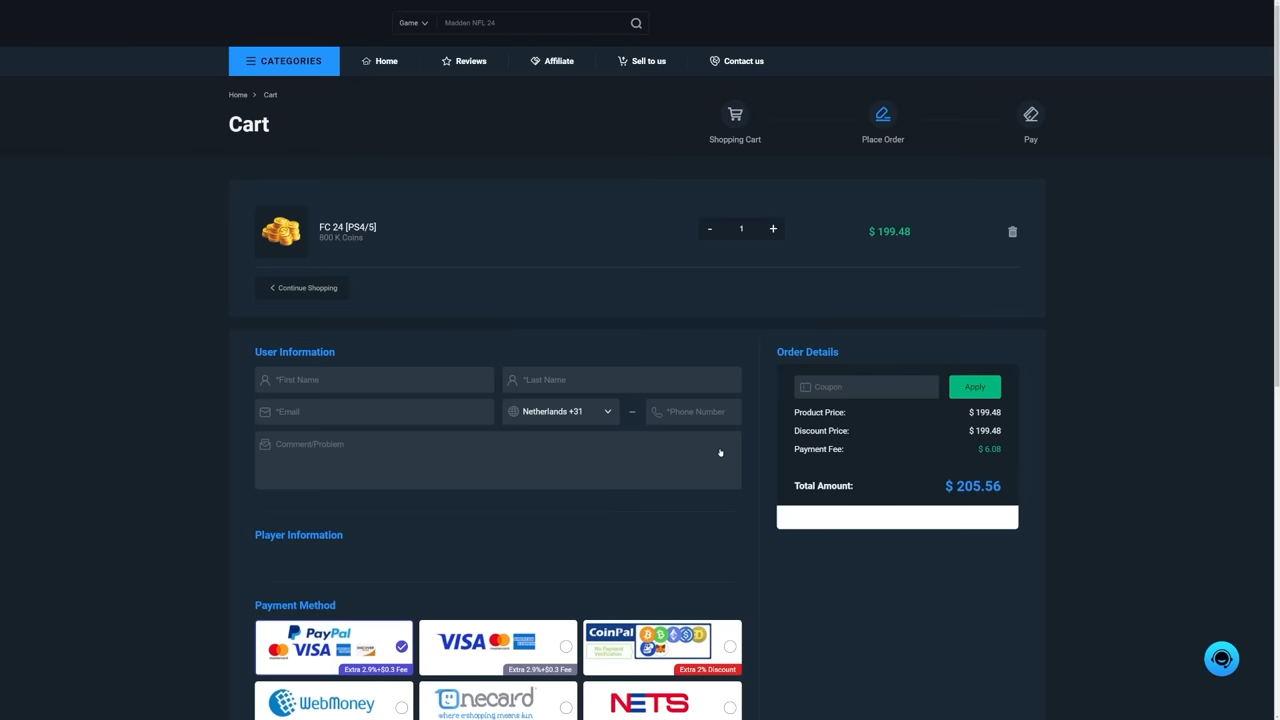 Game
Madden NFL 24
CATEGORIES
Home
Reviews
Affiliate
Sell to us
Contact us
Home > Cart
Cart
Shopping Cart
Place Order
Pay
FC 24 [PS4/5]
800 K Coins
- 1 +
$ 199.48
Continue Shopping
User Information
*First Name
*Last Name
*Email
Netherlands +31
*Phone Number
Comment/Problem
Order Details
Coupon
Apply
Product Price: $ 199.48
Discount Price: $ 199.48
Payment Fee: $ 6.08
Total Amount: $ 205.56
Player Information
Payment Method
PayPal
VISA
Extra 2.9%+$0.3 Fee
VISA
Extra 2.9%+$0.3 Fee
CoinPal
No Payment
Verification
Extra 2% Discount
WebMoney
onecard
where eshopping means fun
NETS